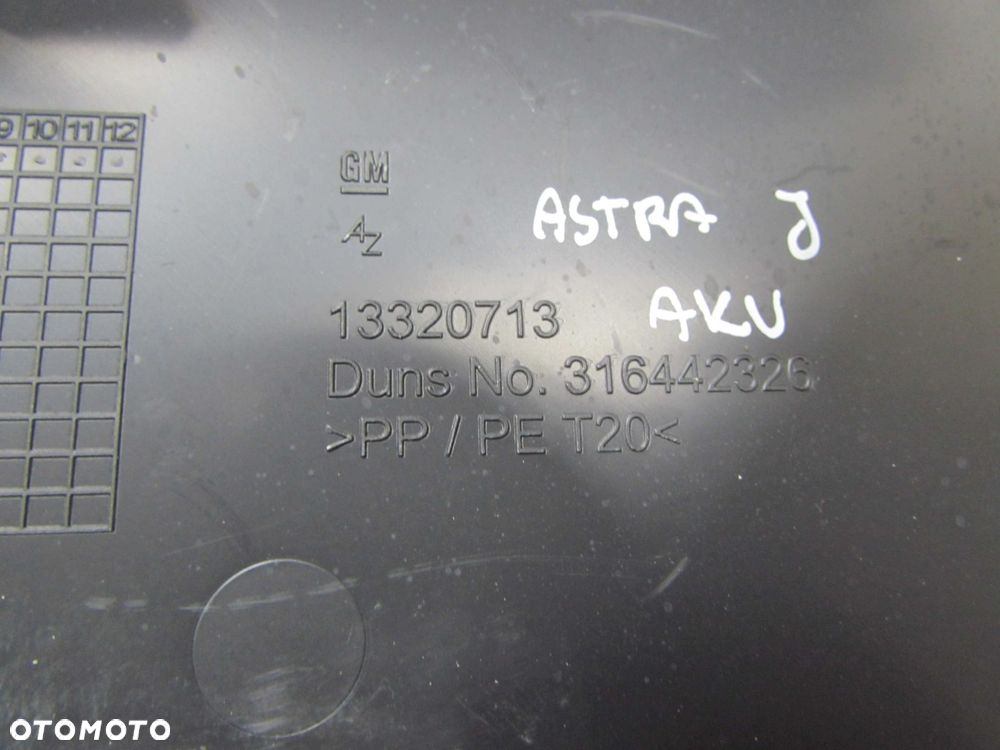 9 10 11 12
GM
AZ
ASTRA J
13320713
AKU
Duns No. 316442326
>PP / PE T20<
OTOMOTO